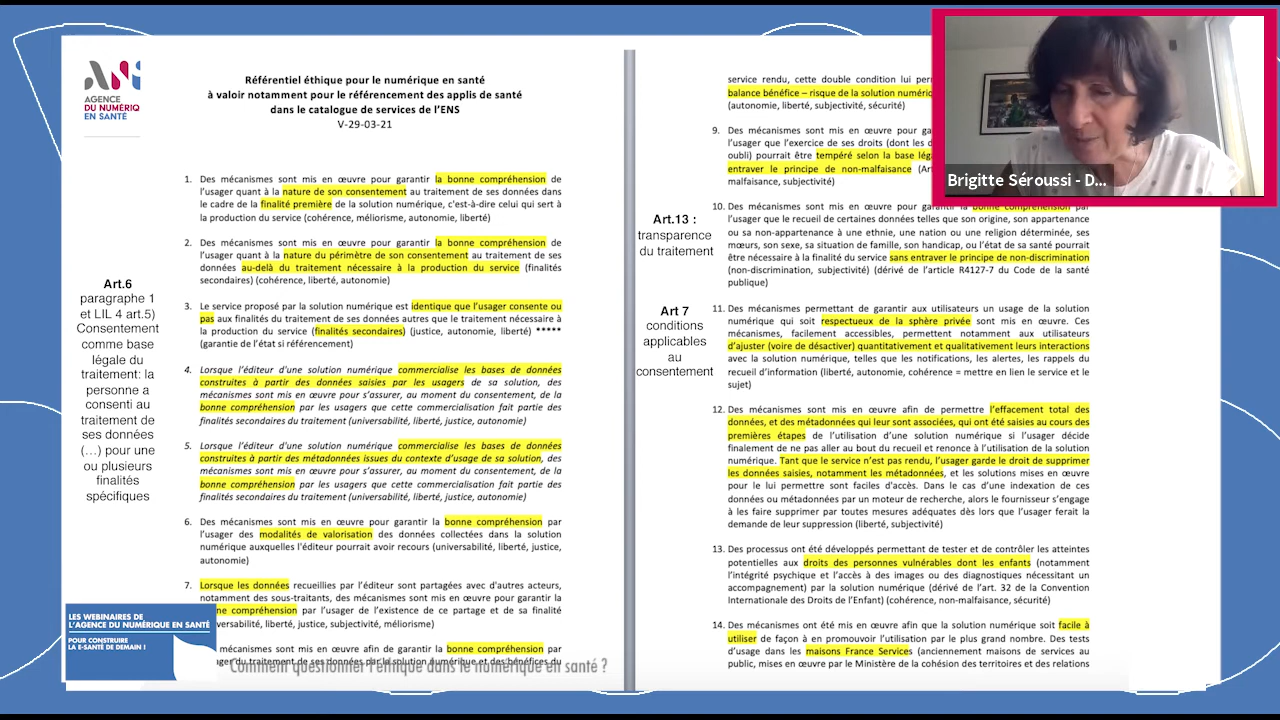 AGENCE
DU NUMÉRIQ
EN SANTÉ
Référentiel éthique pour le numérique en santé
à valoir notamment pour le référencement des applis de santé
dans le catalogue de services de l'ENS
V-29-03-21
1. Des mécanismes sont mis en œuvre pour garantir la bonne compréhension de
l'usager quant à la nature de son consentement au traitement de ses données dans
le cadre de la finalité première de la solution numérique, c'est-à-dire celui qui sert à
la production du service (cohérence, méliorisme, autonomie, liberté)
2. Des mécanismes sont mis en œuvre pour garantir la bonne compréhension de
l'usager quant à la nature du périmètre de son consentement au traitement de ses
données au-delà du traitement nécessaire à la production du service (finalités
secondaires) (cohérence, liberté, autonomie)
3. Le service proposé par la solution numérique est identique que l'usager consente ou
pas aux finalités du traitement de ses données autres que le traitement nécessaire à
la production du service (finalités secondaires) (justice, autonomie, liberté) *****
(garantie de l'état si référencement)
4. Lorsque l'éditeur d'une solution numérique commercialise les bases de données
construites à partir des données saisies par les usagers de sa solution, des
mécanismes sont mis en œuvre pour s'assurer, au moment du consentement, de la
bonne compréhension par les usagers que cette commercialisation fait partie des
finalités secondaires du traitement (universabilité, liberté, justice, autonomie)
5. Lorsque l'éditeur d'une solution numérique commercialise les bases de données
construites à partir des métadonnées issues du contexte d'usage de sa solution, des
mécanismes sont mis en œuvre pour s'assurer, au moment du consentement, de la
bonne compréhension par les usagers que cette commercialisation fait partie des
finalités secondaires du traitement (universabilité, liberté, justice, autonomie)
6. Des mécanismes sont mis en œuvre pour garantir la bonne compréhension par
l'usager des modalités de valorisation des données collectées dans la solution
numérique auxquelles l'éditeur pourrait avoir recours (universabilité, liberté, justice,
autonomie)
7. Lorsque les données recueillies par l'éditeur sont partagées avec d'autres acteurs,
notamment des sous-traitants, des mécanismes sont mis en œuvre pour garantir la
nne compréhension par l'usager de l'existence de ce partage et de sa finalité
versabilité, liberté, justice, subjectivité, méliorisme)
mécanismes sont mis en œuvre afin de garantir la bonne compréhension par
ager du traitement de ses données par la solution numérique et des bénéfices du
Art.6
paragraphe 1
et LIL 4 art.5)
Consentement
comme base
légale du
traitement: la
personne a
consenti au
traitement de
ses données
(…) pour une
ou plusieurs
finalités
spécifiques
LES WEBINAIRES DE
L'AGENCE DU NUMÉRIQUE EN SANTÉ
POUR CONSTRUIRE
LA E-SANTÉ DE DEMAIN !
Comment questionner l'éthique dans le numérique en santé ?
service rendu, cette double condition lui per
balance bénéfice – risque de la solution numériq
(autonomie, liberté, subjectivité, sécurité)
9. Des mécanismes sont mis en œuvre pour ga
l'usager que l'exercice de ses droits (dont les d
oubli) pourrait être tempéré selon la base léga
entraver le principe de non-malfaisance (Ar
malfaisance, subjectivité)
10. Des mécanismes sont mis en œuvre pour garantir la bonne compréhension par
l'usager que le recueil de certaines données telles que son origine, son appartenance
ou sa non-appartenance à une ethnie, une nation ou une religion déterminée, ses
mœurs, son sexe, sa situation de famille, son handicap, ou l'état de sa santé pourrait
être nécessaire à la finalité du service sans entraver le principe de non-discrimination
(non-discrimination, subjectivité) (dérivé de l'article R4127-7 du Code de la santé
publique)
11. Des mécanismes permettant de garantir aux utilisateurs un usage de la solution
numérique qui soit respectueux de la sphère privée sont mis en œuvre. Ces
mécanismes, facilement accessibles, permettent notamment aux utilisateurs
d'ajuster (voire de désactiver) quantitativement et qualitativement leurs interactions
avec la solution numérique, telles que les notifications, les alertes, les rappels du
recueil d'information (liberté, autonomie, cohérence = mettre en lien le service et le
sujet)
12. Des mécanismes sont mis en œuvre afin de permettre l'effacement total des
données, et des métadonnées qui leur sont associées, qui ont été saisies au cours des
premières étapes de l'utilisation d'une solution numérique si l'usager décide
finalement de ne pas aller au bout du recueil et renonce à l'utilisation de la solution
numérique. Tant que le service n'est pas rendu, l'usager garde le droit de supprimer
les données saisies, notamment les métadonnées, et les solutions mises en œuvre
pour le lui permettre sont faciles d'accès. Dans le cas d'une indexation de ces
données ou métadonnées par un moteur de recherche, alors le fournisseur s'engage
à les faire supprimer par toutes mesures adéquates dès lors que l'usager ferait la
demande de leur suppression (liberté, subjectivité)
13. Des processus ont été développés permettant de tester et de contrôler les atteintes
potentielles aux droits des personnes vulnérables dont les enfants (notamment
l'intégrité psychique et l'accès à des images ou des diagnostiques nécessitant un
accompagnement) par la solution numérique (dérivé de l'art. 32 de la Convention
Internationale des Droits de l'Enfant) (cohérence, non-malfaisance, sécurité)
14. Des mécanismes ont été mis en œuvre afin que la solution numérique soit facile à
utiliser de façon à en promouvoir l'utilisation par le plus grand nombre. Des tests
d'usage dans les maisons France Services (anciennement maisons de services au
public, mises en œuvre par le Ministère de la cohésion des territoires et des relations
Art.13 :
transparence
du traitement
Art 7
conditions
applicables
au
consentement
Brigitte Séroussi - D...